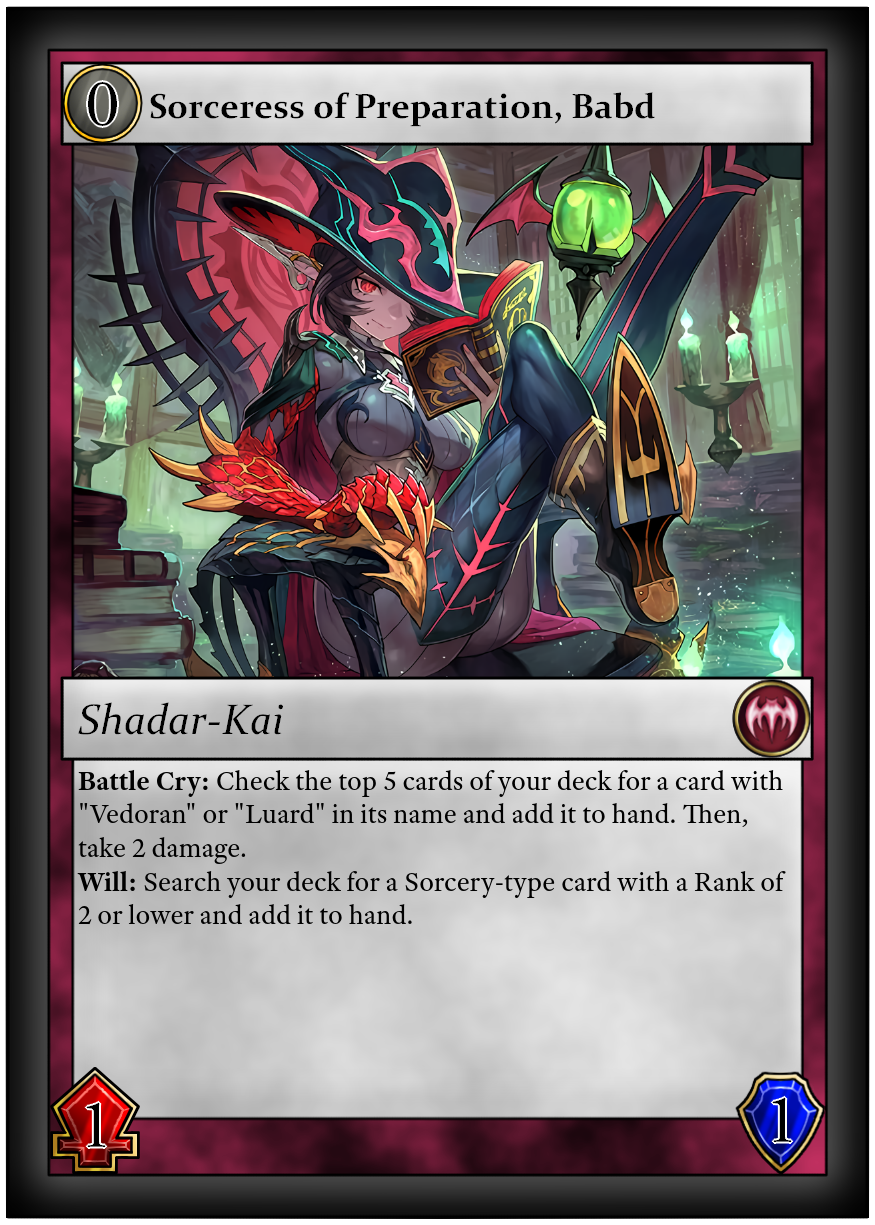 0
Sorceress of Preparation, Babd
Shadar-Kai
Battle Cry: Check the top 5 cards of your deck for a card with
"Vedoran" or "Luard" in its name and add it to hand. Then,
take 2 damage.
Will: Search your deck for a Sorcery-type card with a Rank of
2 or lower and add it to hand.
1
1